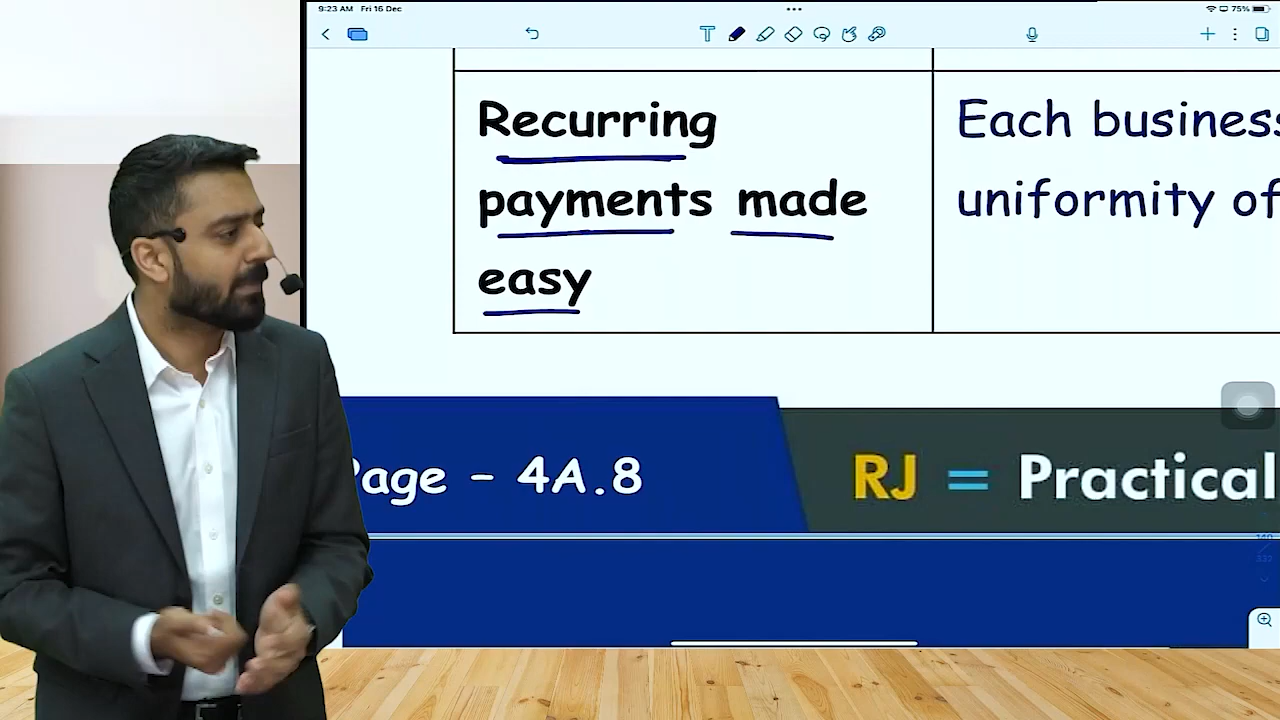 9:23 AM Fri 16 Dec
75%
Recurring
payments made
easy
Each business
uniformity of
Page - 4A.8
RJ = Practical